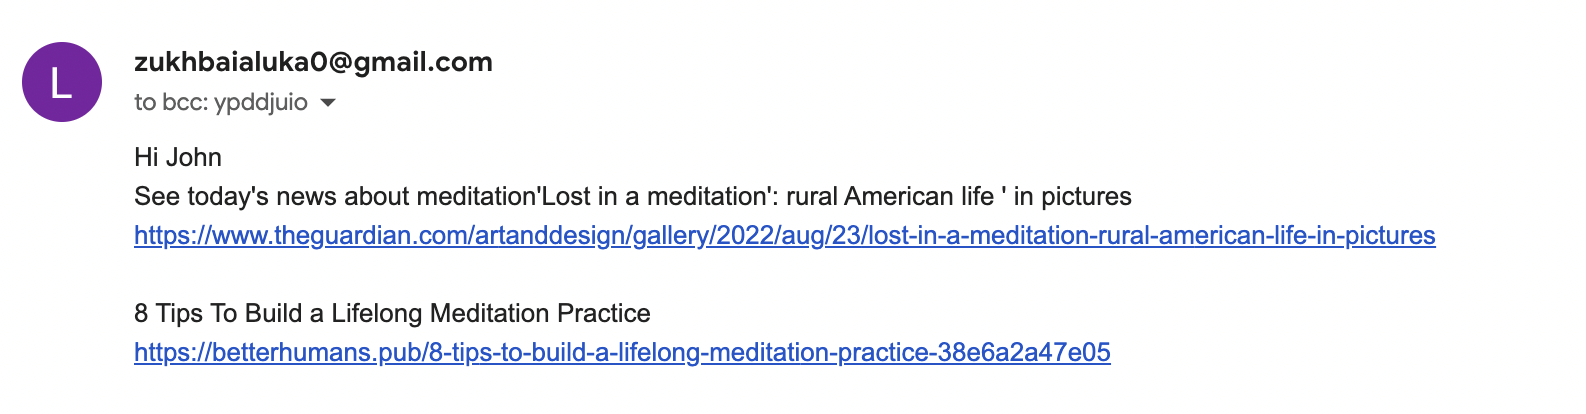 L
zukhbaialuka0@gmail.com
to bcc: ypddjuio
Hi John
See today's news about meditation'Lost in a meditation': rural American life ' in pictures
https://www.theguardian.com/artanddesign/gallery/2022/aug/23/lost-in-a-meditation-rural-american-life-in-pictures
8 Tips To Build a Lifelong Meditation Practice
https://betterhumans.pub/8-tips-to-build-a-lifelong-meditation-practice-38e6a2a47e05